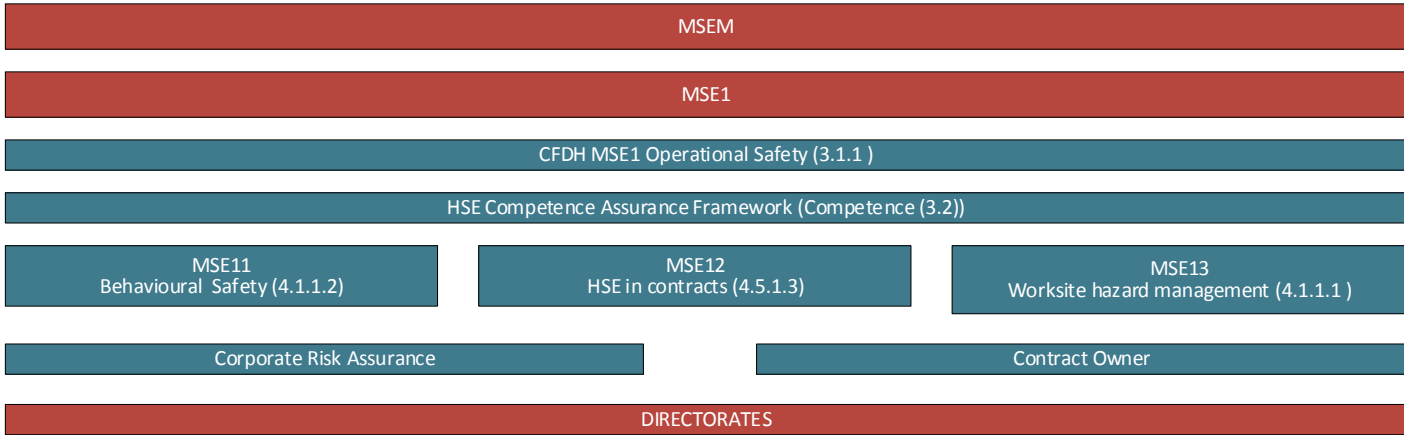 MSEM
MSE1
CFDH MSE1 Operational Safety (3.1.1 )
HSE Competence Assurance Framework (Competence (3.2))
MSE11
Behavioural  Safety (4.1.1.2)
MSE12
HSE in contracts (4.5.1.3)
MSE13
Worksite hazard management (4.1.1.1 )
Corporate Risk Assurance
Contract Owner
DIRECTORATES